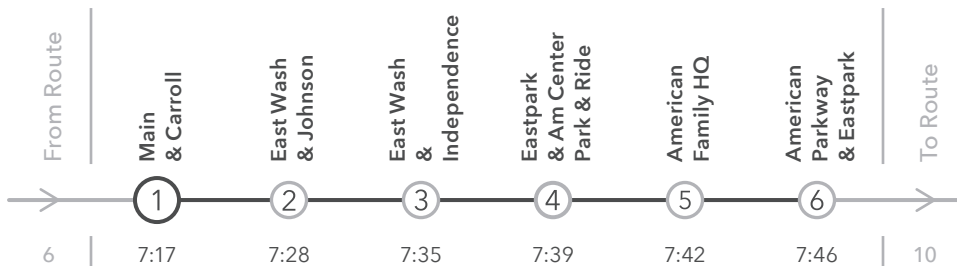 From Route
Main
& Carroll
East Wash
& Johnson
East Wash
&
Independence
Eastpark
& Am Center
Park & Ride
American
Family HQ
American
Parkway
& Eastpark
To Route
1 2 3 4 5 6
6 7:17 7:28 7:35 7:39 7:42 7:46 10